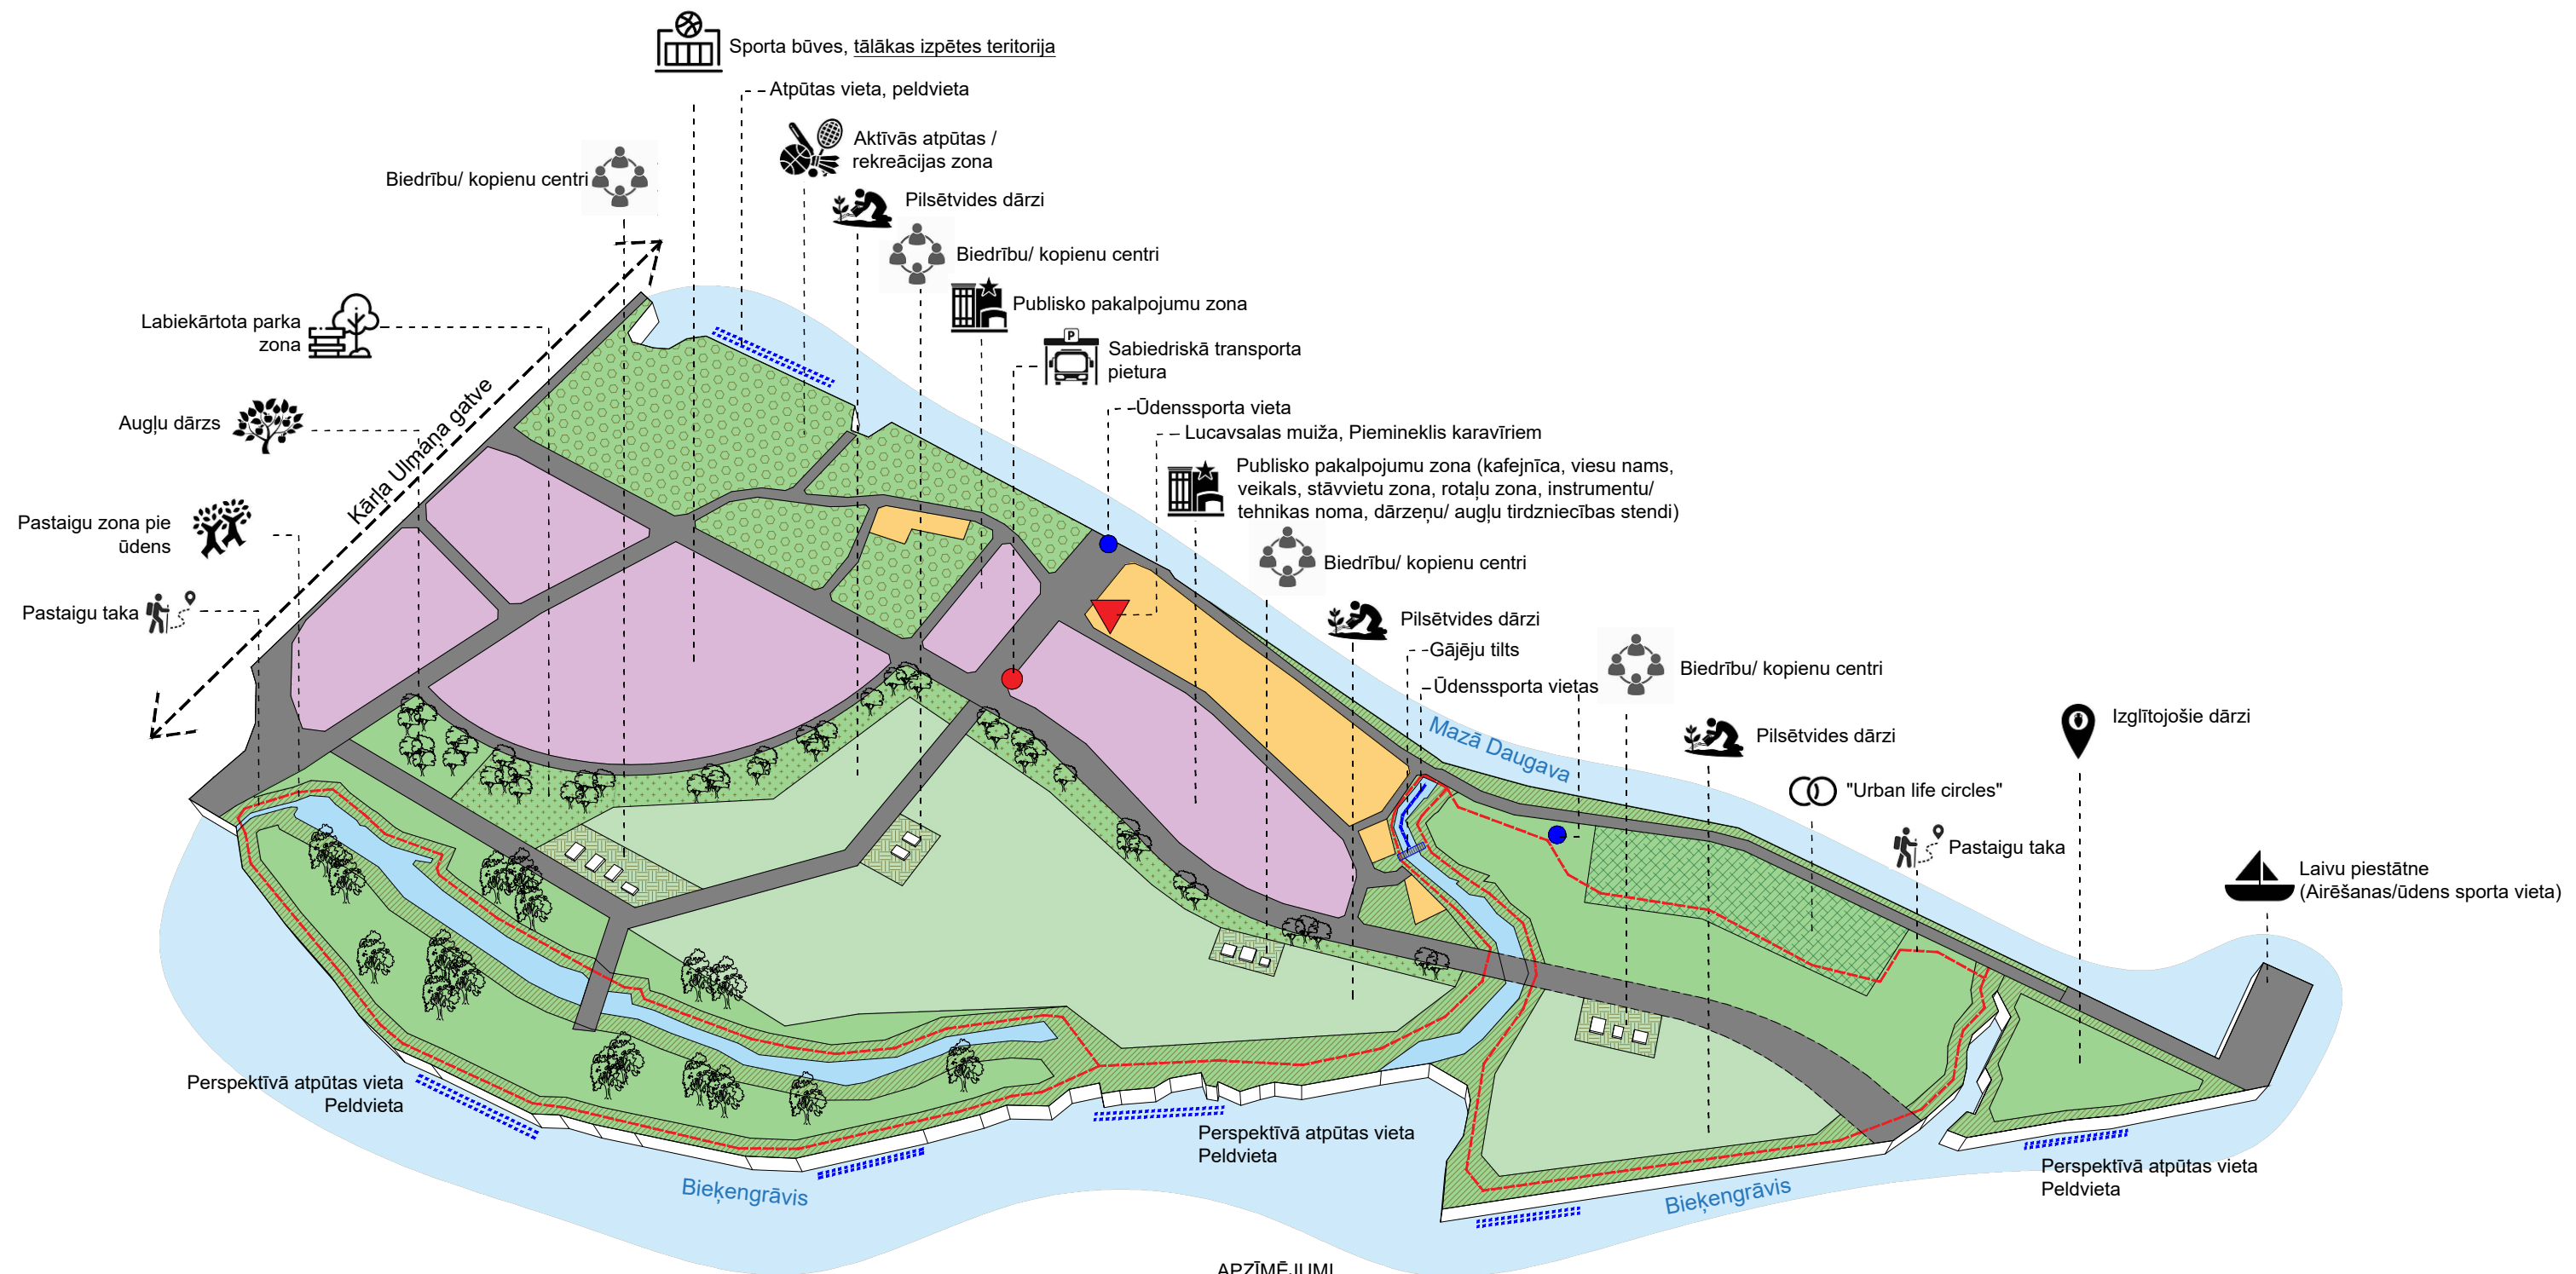 Sporta būves, tālākas izpētes teritorija
Atpūtas vieta, peldvieta
Aktīvās atpūtas /
rekreācijas zona
Biedrību/ kopienu centri
Pilsētvides dārzi
Biedrību/ kopienu centri
Publisko pakalpojumu zona
Labiekārtota parka
zona
P
Sabiedriskā transporta
pietura
Kārļa Ulmaņa gatve
Augļu dārzs
Ūdenssporta vieta
Lucavsalas muiža, Piemineklis karavīriem
Publisko pakalpojumu zona (kafejnīca, viesu nams,
veikals, stāvvietu zona, rotaļu zona, instrumentu/
tehnikas noma, dārzeņu/ augļu tirdzniecības stendi)
Pastaigu zona pie
ūdens
Biedrību/ kopienu centri
Pastaigu taka
Pilsētvides dārzi
Gājēju tilts
Biedrību/ kopienu centri
Ūdenssporta vietas
Izglītojošie dārzi
Mazā Daugava
Pilsētvides dārzi
"Urban life circles"
Pastaigu taka
Laivu piestātne
(Airēšanas/ūdens sporta vieta)
Perspektīvā atpūtas vieta
Peldvieta
Perspektīvā atpūtas vieta
Peldvieta
Perspektīvā atpūtas vieta
Peldvieta
Bieķengrāvis
Bieķengrāvis
APZĪMĒJUMI